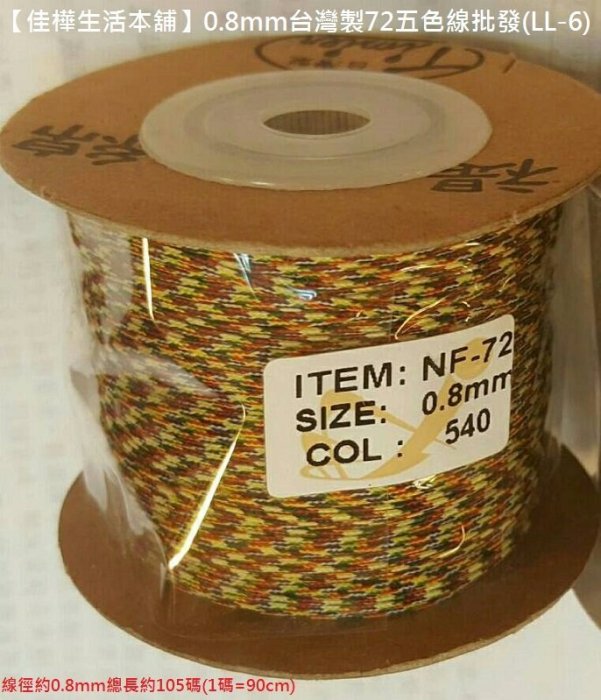 【佳樺生活本舖】0.8mm台灣製72五色線批發(LL-6)
ITEM: NF-72
SIZE: 0.8mm
COL : 540
線徑約0.8mm總長約105碼(1碼=90cm)